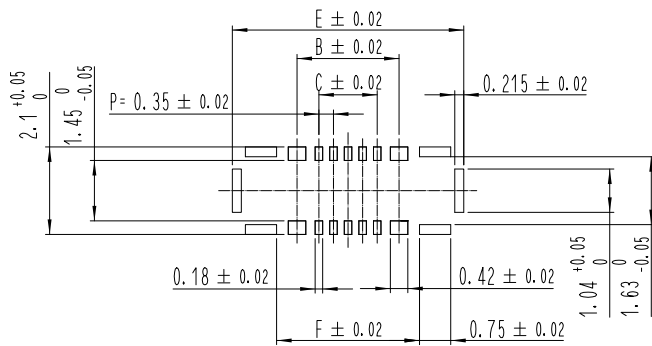 E ± 0.02
B ± 0.02
C ± 0.02
0.215 ± 0.02
P= 0.35 ± 0.02
2.1 +0.05 0
1.45 0 -0.05
0.18 ± 0.02
0.42 ± 0.02
1.04 +0.05 0
1.63 0 -0.05
F ± 0.02
0.75 ± 0.02